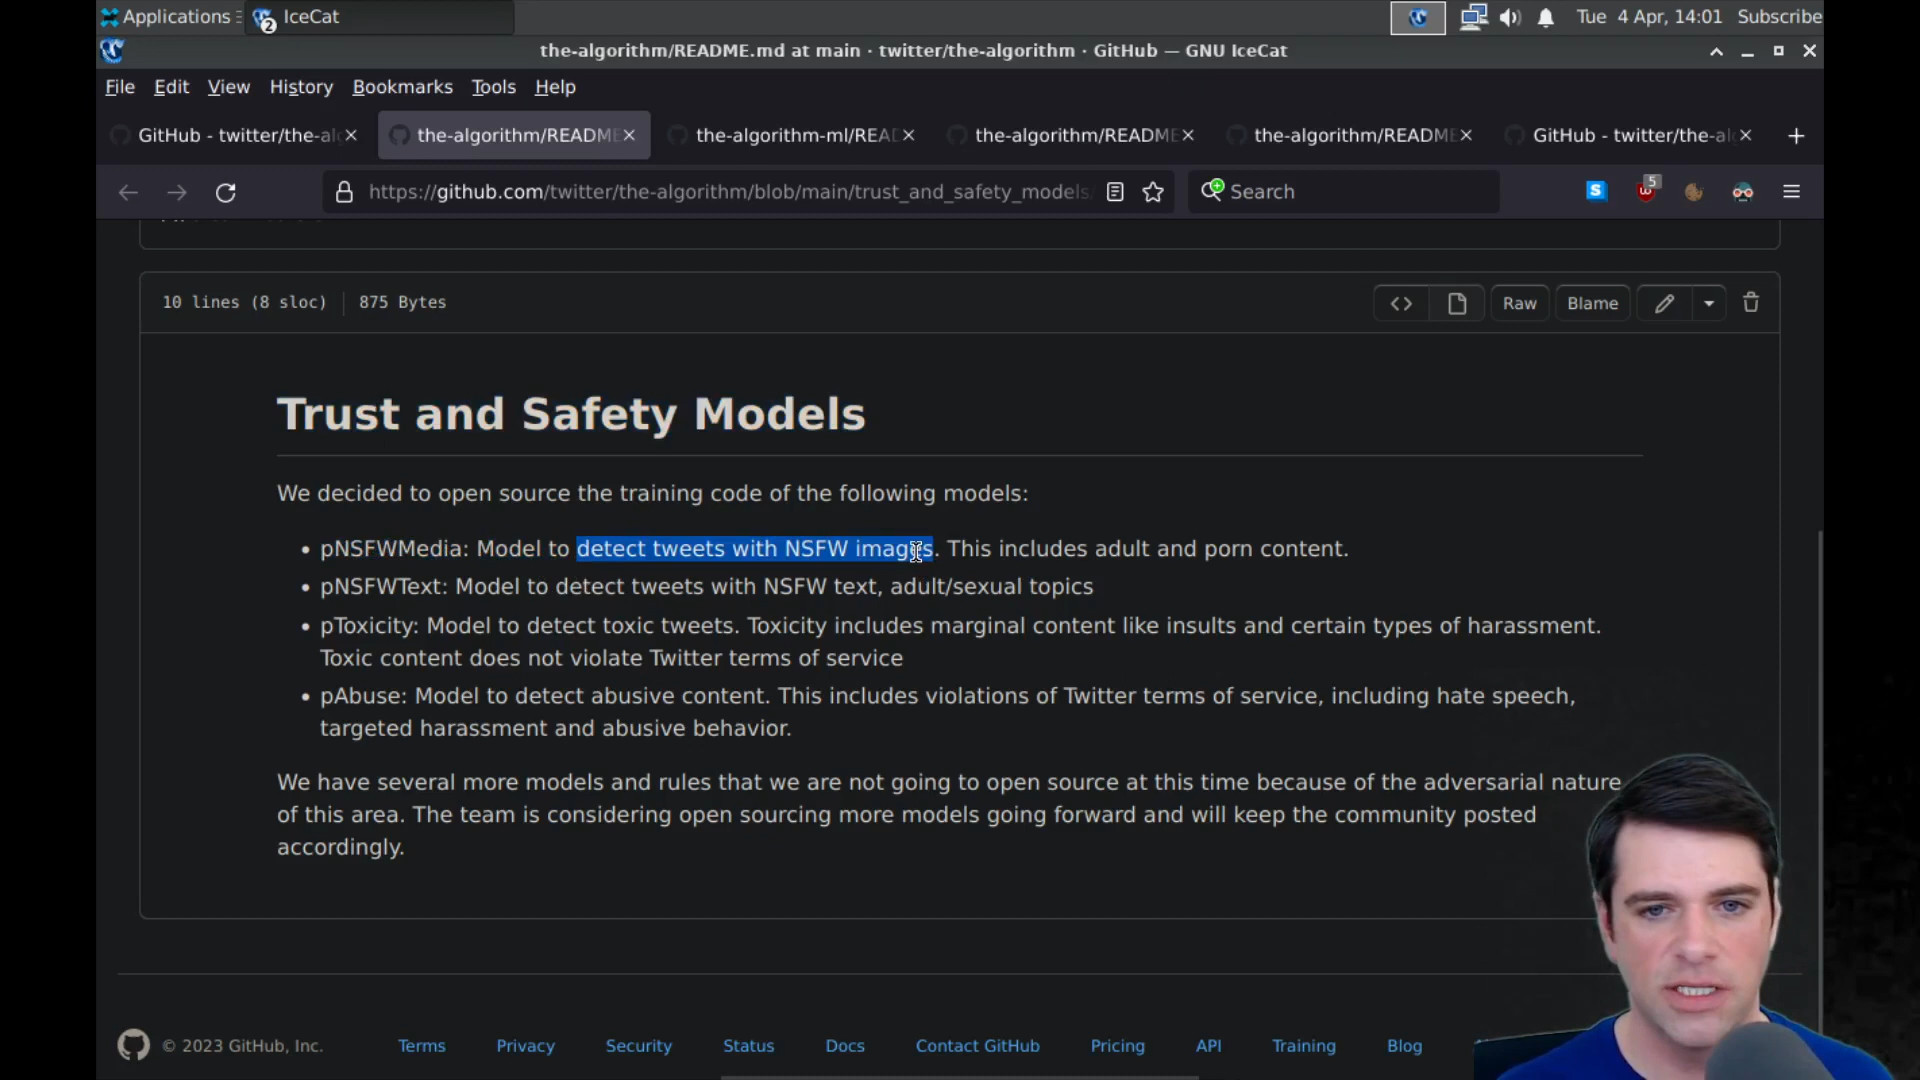 Applications
2 IceCat
Tue 4 Apr, 14:01 Subscribe
the-algorithm/README.md at main · twitter/the-algorithm · GitHub — GNU IceCat
File Edit View History Bookmarks Tools Help
GitHub - twitter/the-al
the-algorithm/README
the-algorithm-ml/REA
the-algorithm/README
the-algorithm/README
GitHub - twitter/the-al
https://github.com/twitter/the-algorithm/blob/main/trust_and_safety_models/
Search
S
5
10 lines (8 sloc) 875 Bytes
<> Raw Blame
Trust and Safety Models
We decided to open source the training code of the following models:
• pNSFWMedia: Model to detect tweets with NSFW images. This includes adult and porn content.
• pNSFWText: Model to detect tweets with NSFW text, adult/sexual topics
• pToxicity: Model to detect toxic tweets. Toxicity includes marginal content like insults and certain types of harassment.
Toxic content does not violate Twitter terms of service
• pAbuse: Model to detect abusive content. This includes violations of Twitter terms of service, including hate speech,
targeted harassment and abusive behavior.
We have several more models and rules that we are not going to open source at this time because of the adversarial nature
of this area. The team is considering open sourcing more models going forward and will keep the community posted
accordingly.
© 2023 GitHub, Inc. Terms Privacy Security Status Docs Contact GitHub Pricing API Training Blog